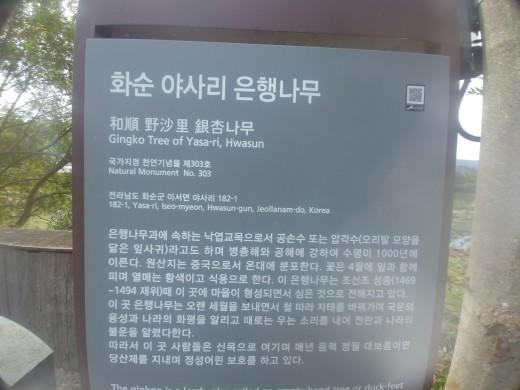 화순 야사리 은행나무
和順 野沙里 銀杏나무
Gingko Tree of Yasa-ri, Hwasun
국가지정 천연기념물 제303호
Natural Monument No. 303
전라남도 화순군 이서면 야사리 182-1
182-1, Yasa-ri, Iseo-myeon, Hwasun-gun, Jeollanam-do, Korea
은행나무과에 속하는 낙엽교목으로서 공손수 또는 압각수(오리발 모양을
닮은 잎사귀)라고도 하며 병충해와 공해에 강하여 수명이 1000년에
이른다. 원산지는 중국으로서 온대에 분포한다. 꽃은 4월에 잎과 함께
피며 열매는 황색이고 식용으로 한다. 이 은행나무는 조선조 성종(1469
~1494 재위)때 이 곳에 마을이 형성되면서 심은 것으로 전해지고 있다
이 곳 은행나무는 오랜 세월을 보내면서 철 따라 자태를 바꿔가며 국운의
융성과 나라의 화평을 알리고 때로는 우는 소리를 내어 전란과 나라의
불운을 알렸다한다.
따라서 이 곳 사람들은 신목으로 여기며 매년 음력 정월 대보름이면
당산제를 지내며 정성어린 보호를 하고 있다.
The ginkgo is a
tree or duck-feet